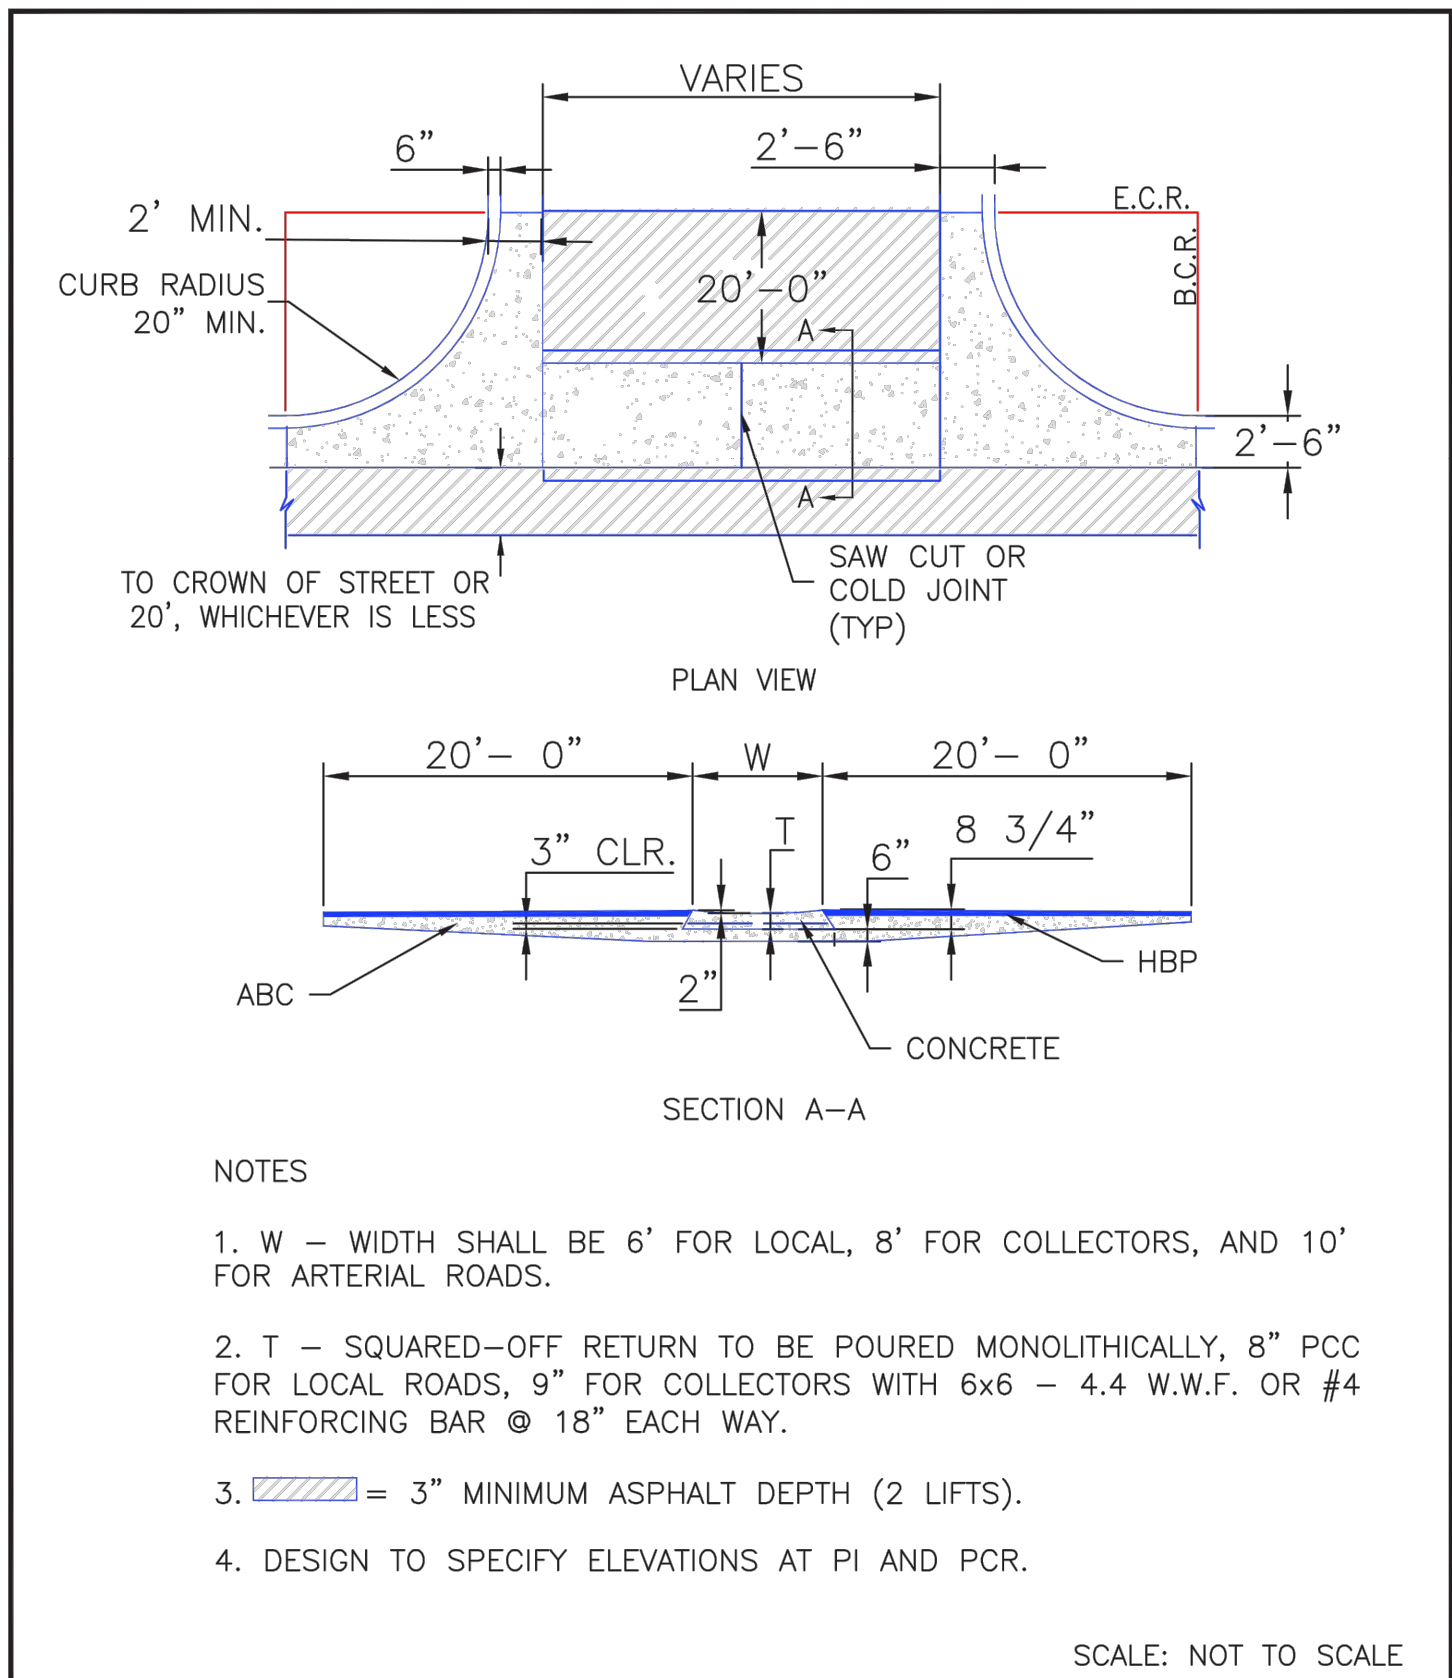 VARIES
6”
2’-6”
E.C.R.
2’ MIN.
B.C.R.
CURB RADIUS
20” MIN.
20’-0”
A
2’-6”
A
SAW CUT OR
COLD JOINT
(TYP)
TO CROWN OF STREET OR
20’, WHICHEVER IS LESS
PLAN VIEW
20’- 0”
W
20’- 0”
3” CLR.
T
6”
8 3/4”
ABC
2”
HBP
CONCRETE
SECTION A-A
NOTES
1. W - WIDTH SHALL BE 6’ FOR LOCAL, 8’ FOR COLLECTORS, AND 10’
FOR ARTERIAL ROADS.
2. T - SQUARED-OFF RETURN TO BE POURED MONOLITHICALLY, 8” PCC
FOR LOCAL ROADS, 9” FOR COLLECTORS WITH 6x6 - 4.4 W.W.F. OR #4
REINFORCING BAR @ 18” EACH WAY.
3. = 3” MINIMUM ASPHALT DEPTH (2 LIFTS).
4. DESIGN TO SPECIFY ELEVATIONS AT PI AND PCR.
SCALE: NOT TO SCALE